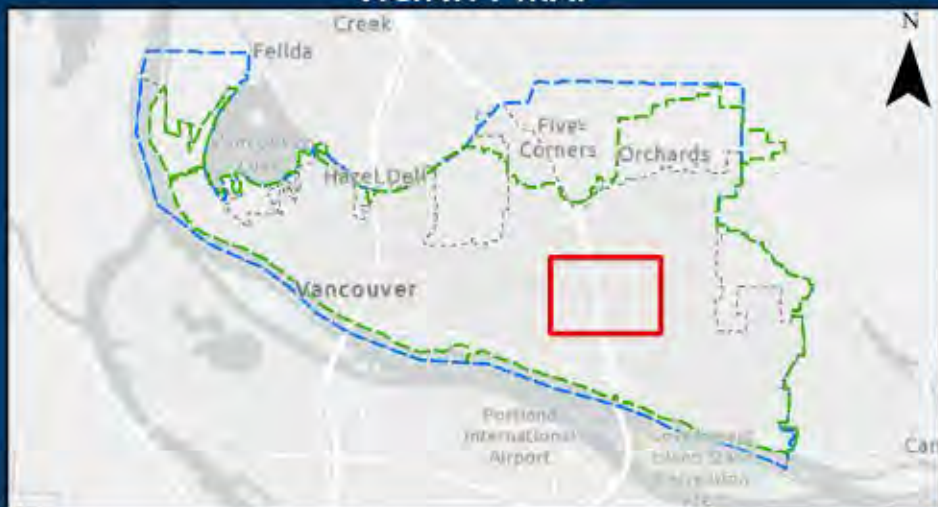 N
Creek
Felida
Five
Corners
Orchards
Hazel Dell
Vancouver
Portland
International
Airport